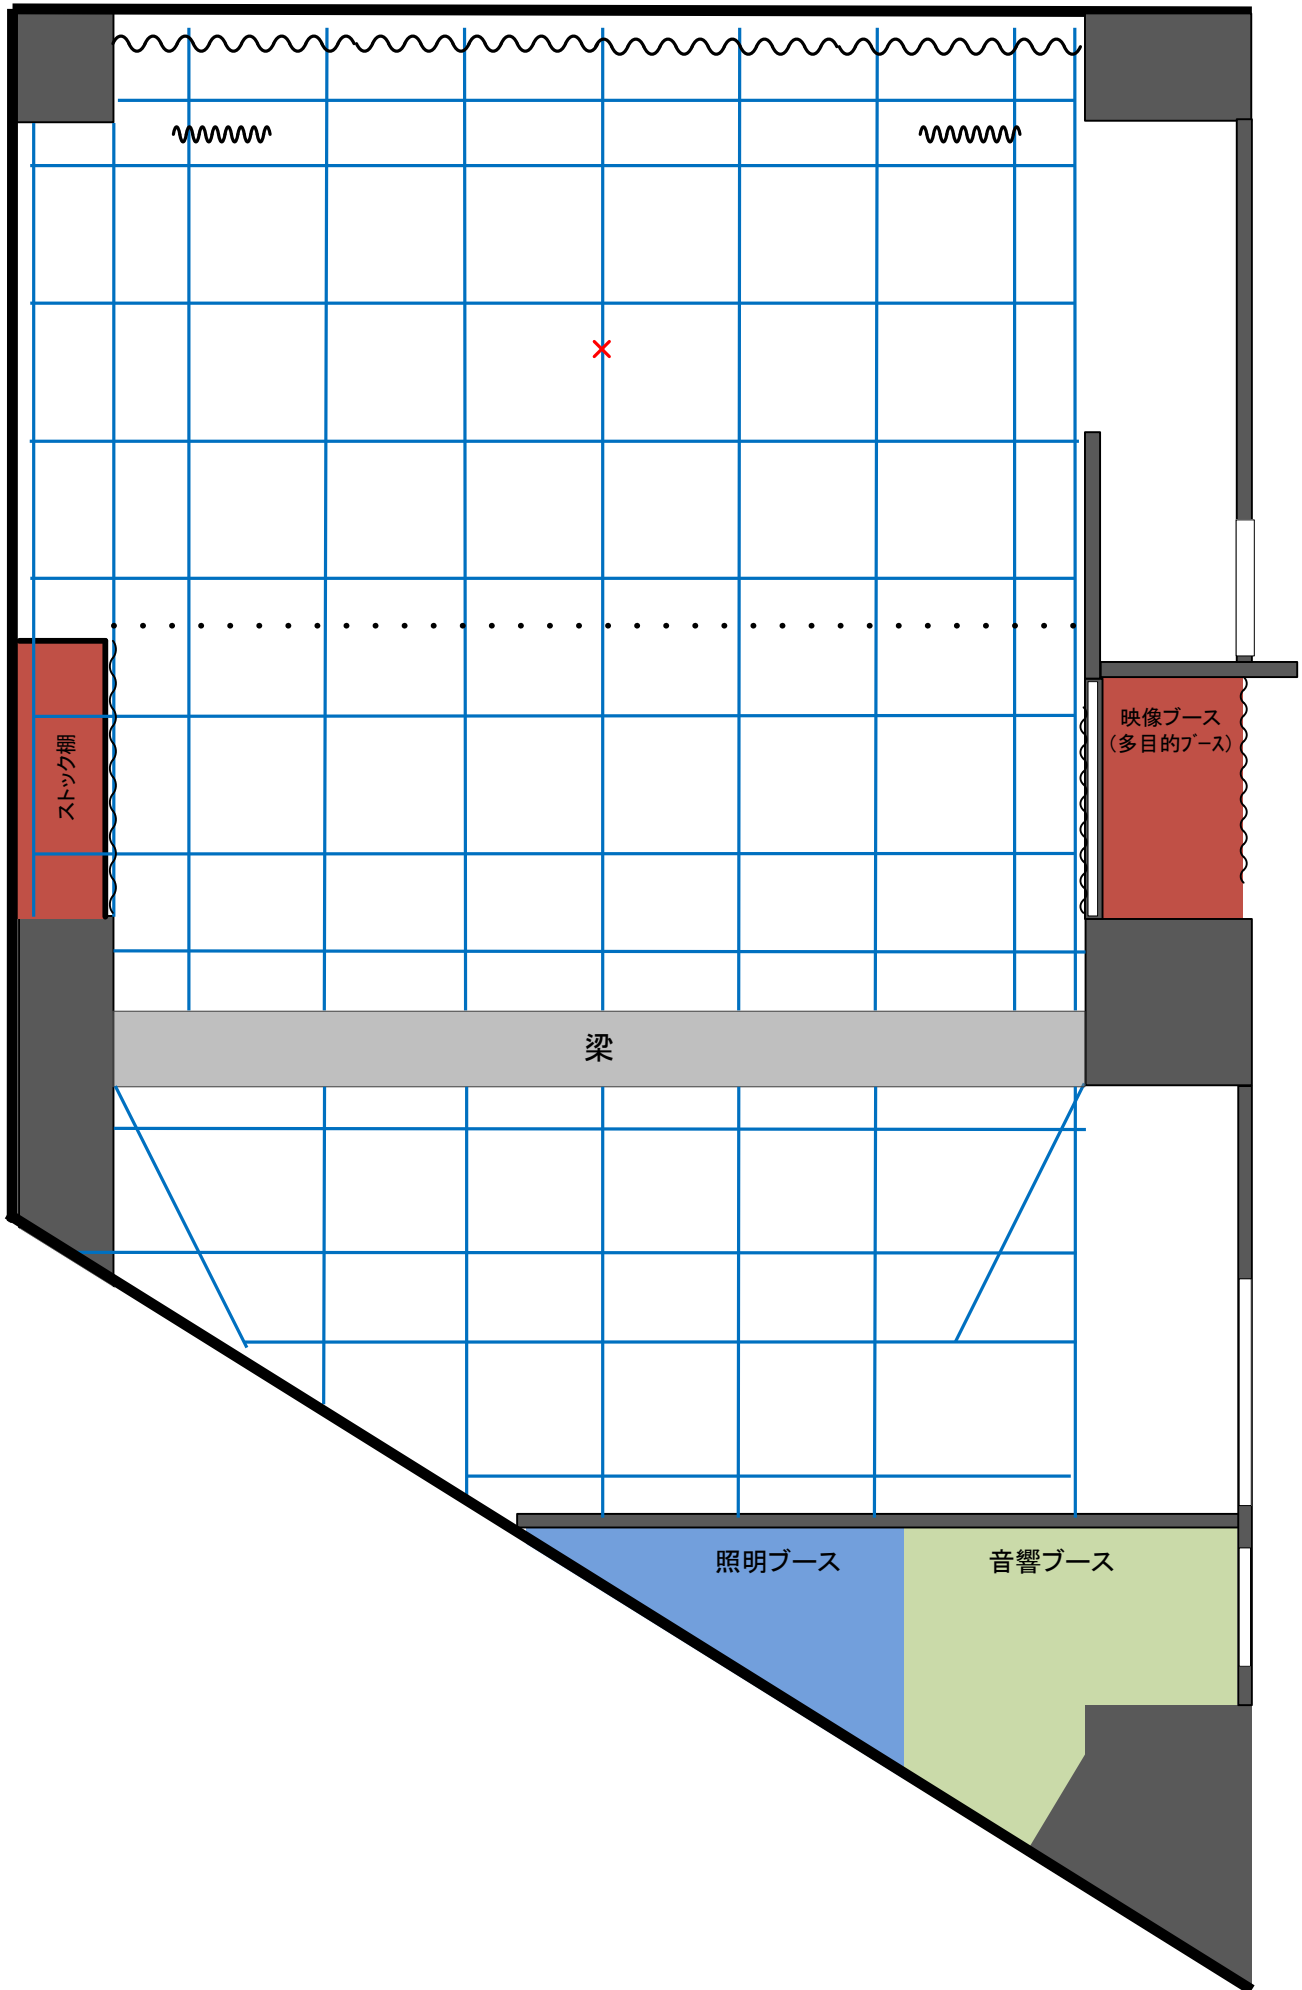 映像ブース
（多目的ﾌﾞｰｽ）
ストック棚
梁
照明ブース
音響ブース